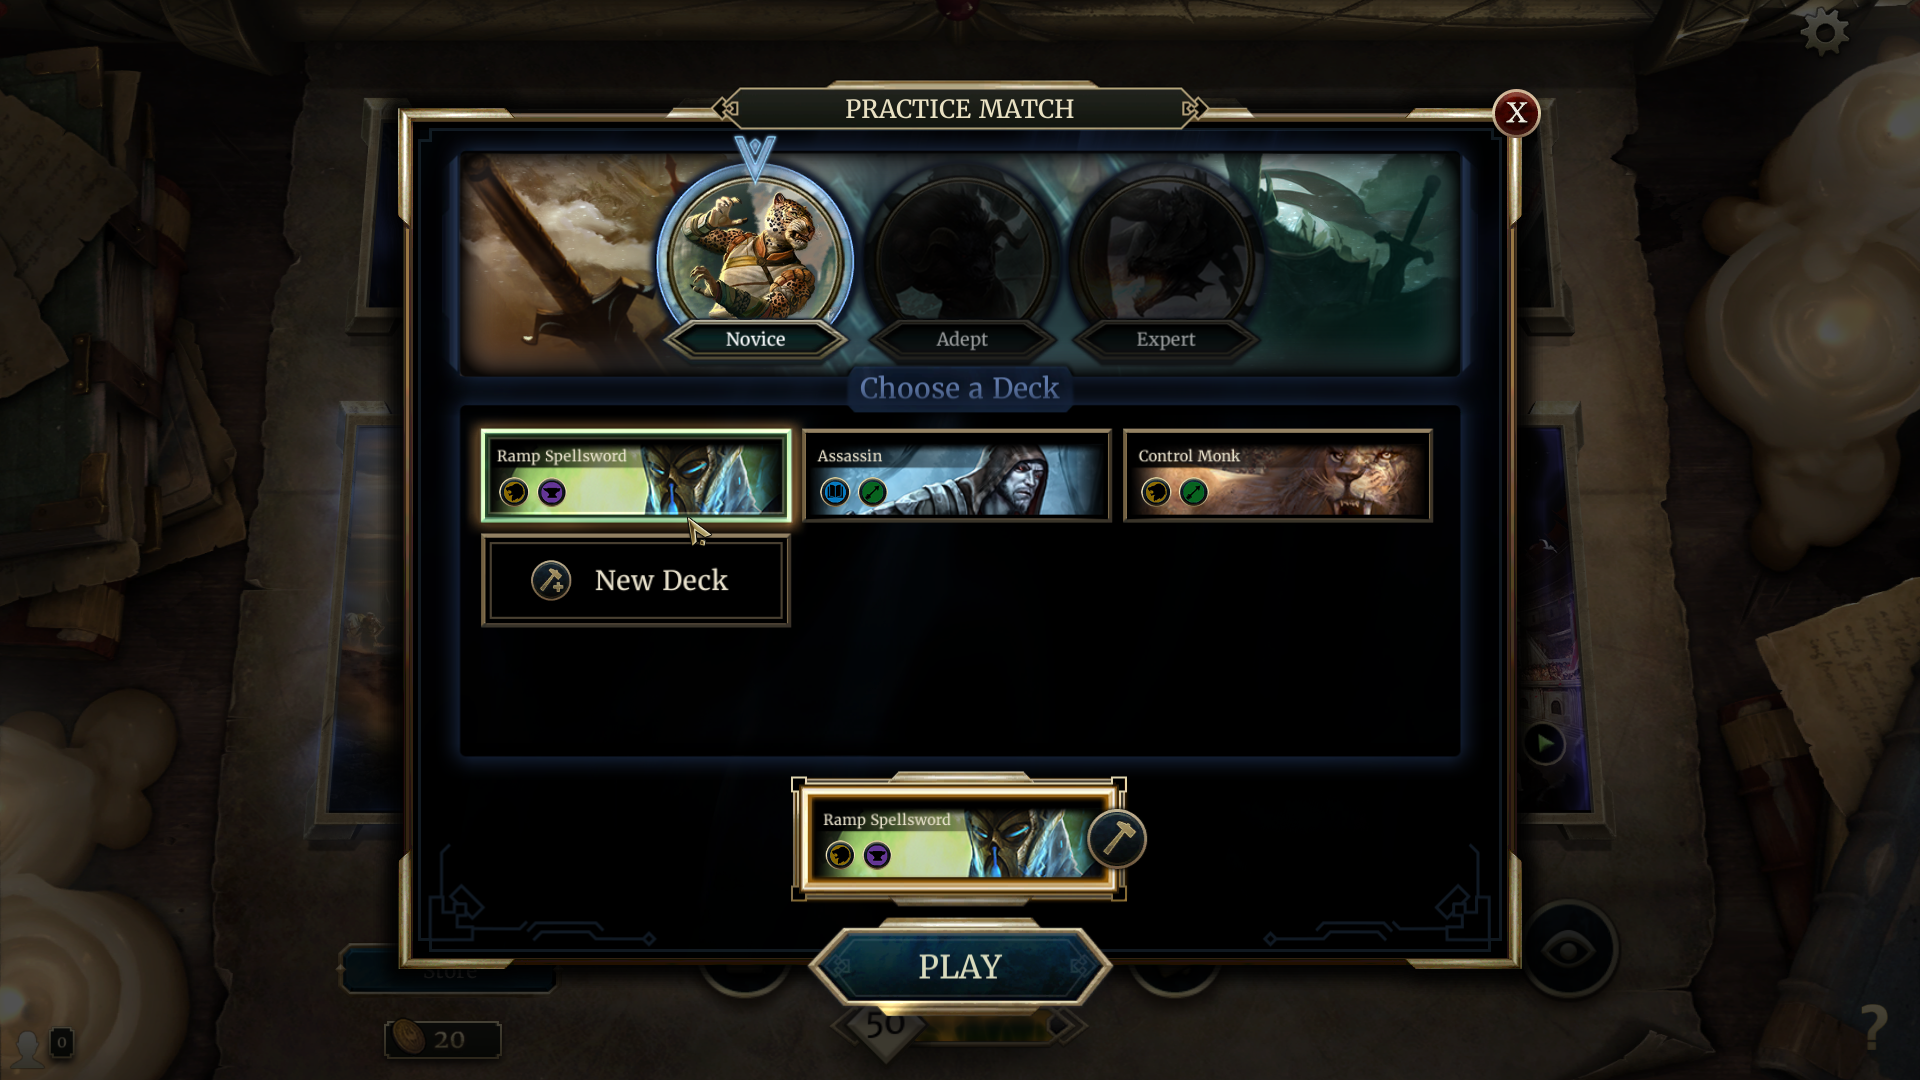 PRACTICE MATCH
X
Novice
Adept
Expert
Choose a Deck
Ramp Spellsword
Assassin
Control Monk
New Deck
Ramp Spellsword
PLAY
Store
50
20
0
?